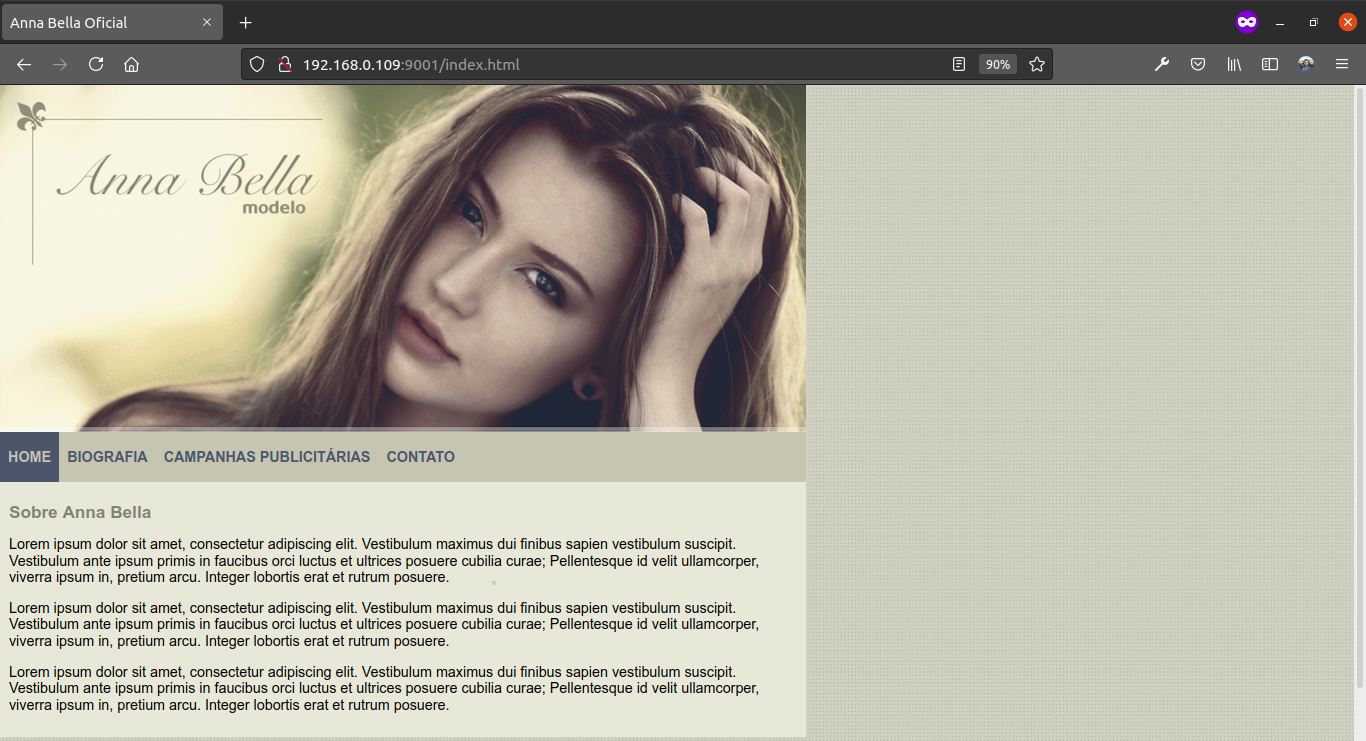 Anna Bella Oficial
192.168.0.109:9001/index.html
90%
Anna Bella
modelo
HOME BIOGRAFIA CAMPANHAS PUBLICITÁRIAS CONTATO
Sobre Anna Bella
Lorem ipsum dolor sit amet, consectetur adipiscing elit. Vestibulum maximus dui finibus sapien vestibulum suscipit.
Vestibulum ante ipsum primis in faucibus orci luctus et ultrices posuere cubilia curae; Pellentesque id velit ullamcorper,
viverra ipsum in, pretium arcu. Integer lobortis erat et rutrum posuere.
Lorem ipsum dolor sit amet, consectetur adipiscing elit. Vestibulum maximus dui finibus sapien vestibulum suscipit.
Vestibulum ante ipsum primis in faucibus orci luctus et ultrices posuere cubilia curae; Pellentesque id velit ullamcorper,
viverra ipsum in, pretium arcu. Integer lobortis erat et rutrum posuere.
Lorem ipsum dolor sit amet, consectetur adipiscing elit. Vestibulum maximus dui finibus sapien vestibulum suscipit.
Vestibulum ante ipsum primis in faucibus orci luctus et ultrices posuere cubilia curae; Pellentesque id velit ullamcorper,
viverra ipsum in, pretium arcu. Integer lobortis erat et rutrum posuere.